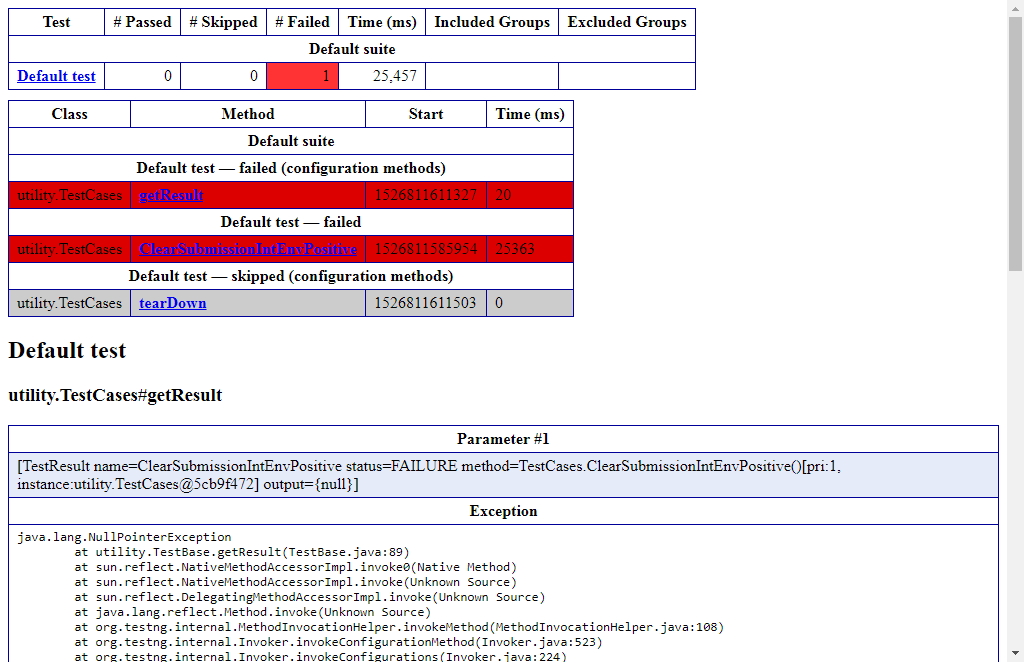 Test # Passed # Skipped # Failed Time (ms) Included Groups Excluded Groups
Default suite
Default test 0 0 1 25,457
Class Method Start Time (ms)
Default suite
Default test — failed (configuration methods)
utility.TestCases getResult 1526811611327 20
Default test — failed
utility.TestCases ClearSubmissionIntEnvPositive 1526811585954 25363
Default test — skipped (configuration methods)
utility.TestCases tearDown 1526811611503 0
Default test
utility.TestCases#getResult
Parameter #1
[TestResult name=ClearSubmissionIntEnvPositive status=FAILURE method=TestCases.ClearSubmissionIntEnvPositive()[pri:1,
instance:utility.TestCases@5cb9f472] output={null}]
Exception
java.lang.NullPointerException
at utility.TestBase.getResult(TestBase.java:89)
at sun.reflect.NativeMethodAccessorImpl.invoke0(Native Method)
at sun.reflect.NativeMethodAccessorImpl.invoke(Unknown Source)
at sun.reflect.DelegatingMethodAccessorImpl.invoke(Unknown Source)
at java.lang.reflect.Method.invoke(Unknown Source)
at org.testng.internal.MethodInvocationHelper.invokeMethod(MethodInvocationHelper.java:108)
at org.testng.internal.Invoker.invokeConfigurationMethod(Invoker.java:523)
at org.testng.internal.Invoker.invokeConfigurations(Invoker.java:224)